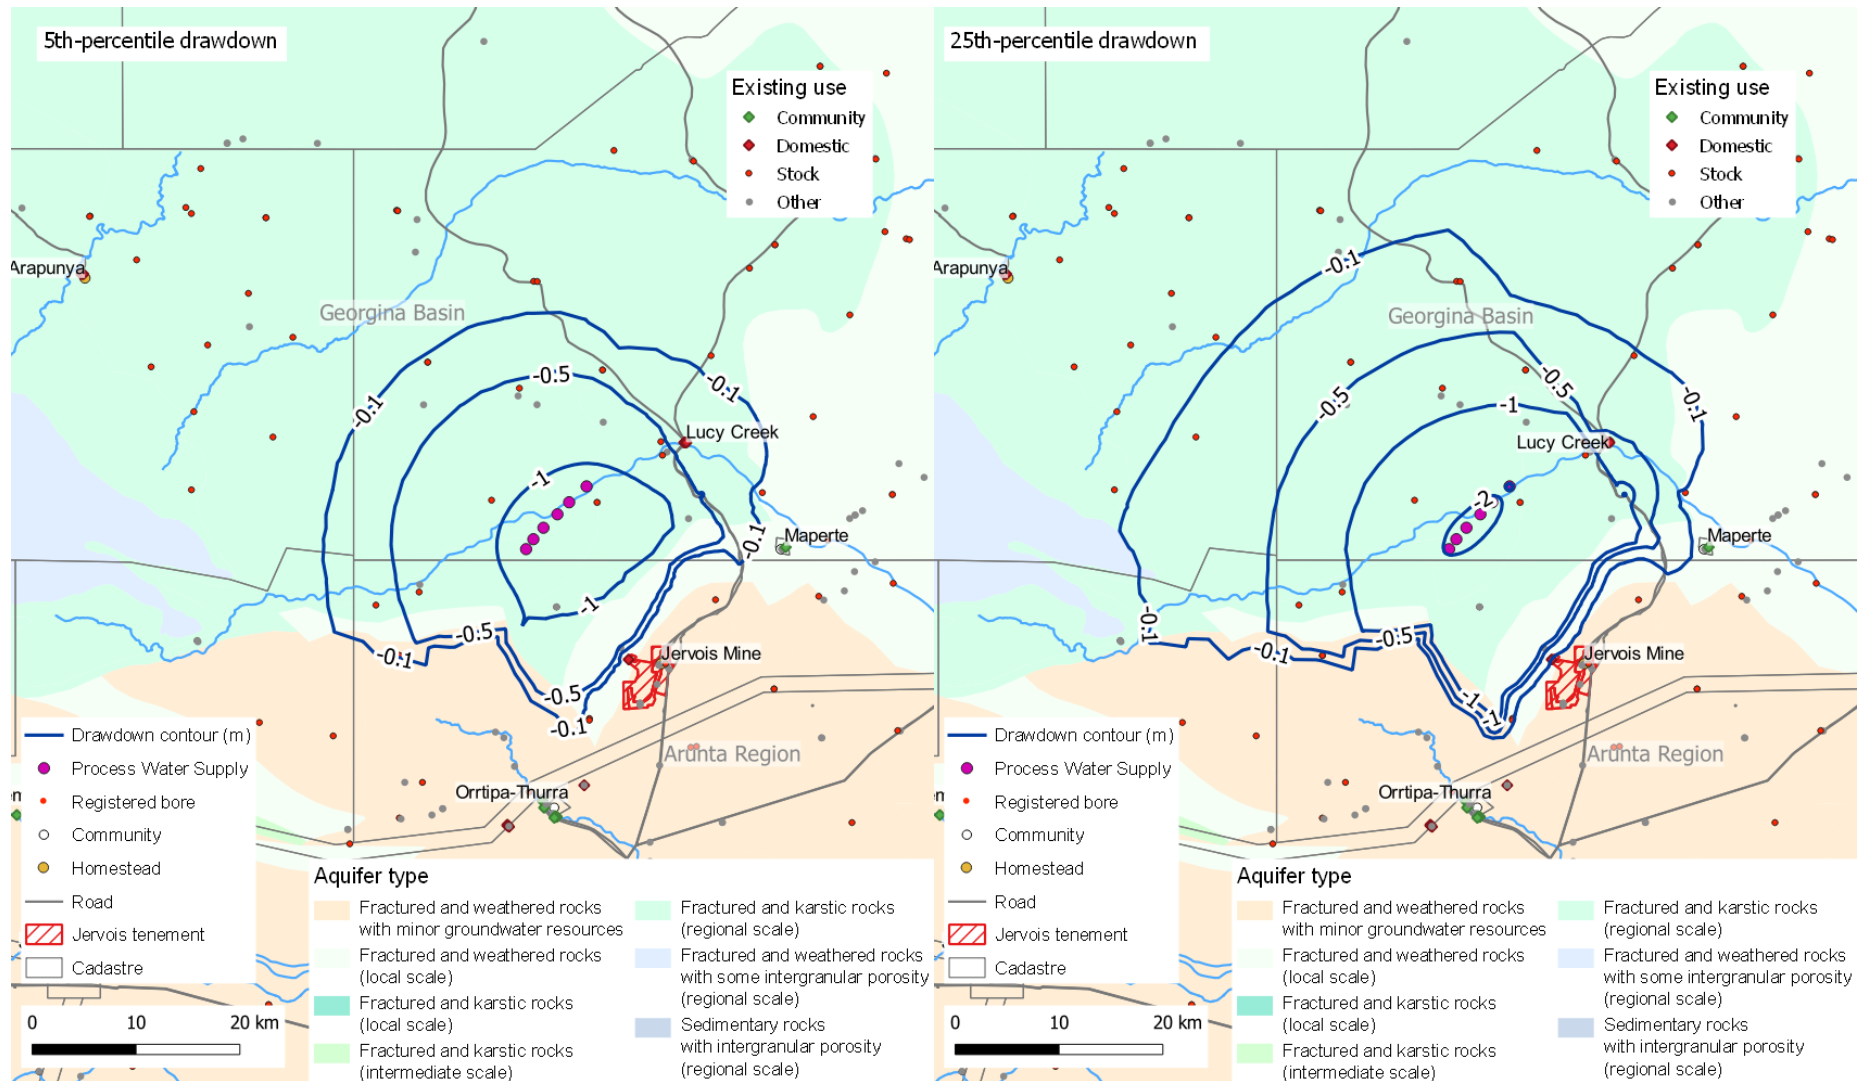 5th-percentile drawdown
Existing use
Community
Domestic
Stock
Other
Arapunya
Georgina Basin
-0.1
-0.5
-0.1
-0.1
Lucy Creek
-1
-0.1
Maperte
-1
-0.5
-0.1
Jervois Mine
-0.5
-0.1
Arunta Region
Orrtipa-Thurra
Drawdown contour (m)
Process Water Supply
Registered bore
Community
Homestead
Road
Jervois tenement
Cadastre
0 10 20 km
Aquifer type
Fractured and weathered rocks
with minor groundwater resources
Fractured and weathered rocks
(local scale)
Fractured and karstic rocks
(local scale)
Fractured and karstic rocks
(intermediate scale)
Fractured and karstic rocks
(regional scale)
Fractured and weathered rocks
with some intergranular porosity
(regional scale)
Sedimentary rocks
with intergranular porosity
(regional scale)
25th-percentile drawdown
Existing use
Community
Domestic
Stock
Other
-0.1
Arapunya
Georgina Basin
-0.5
-0.5
-1
-0.1
Lucy Creek
-2
Maperte
-0.1
-0.1
-0.5
Jervois Mine
-1
-1
Arunta Region
Orrtipa-Thurra
Drawdown contour (m)
Process Water Supply
Registered bore
Community
Homestead
Road
Jervois tenement
Cadastre
0 10 20 km
Aquifer type
Fractured and weathered rocks
with minor groundwater resources
Fractured and weathered rocks
(local scale)
Fractured and karstic rocks
(local scale)
Fractured and karstic rocks
(intermediate scale)
Fractured and karstic rocks
(regional scale)
Fractured and weathered rocks
with some intergranular porosity
(regional scale)
Sedimentary rocks
with intergranular porosity
(regional scale)